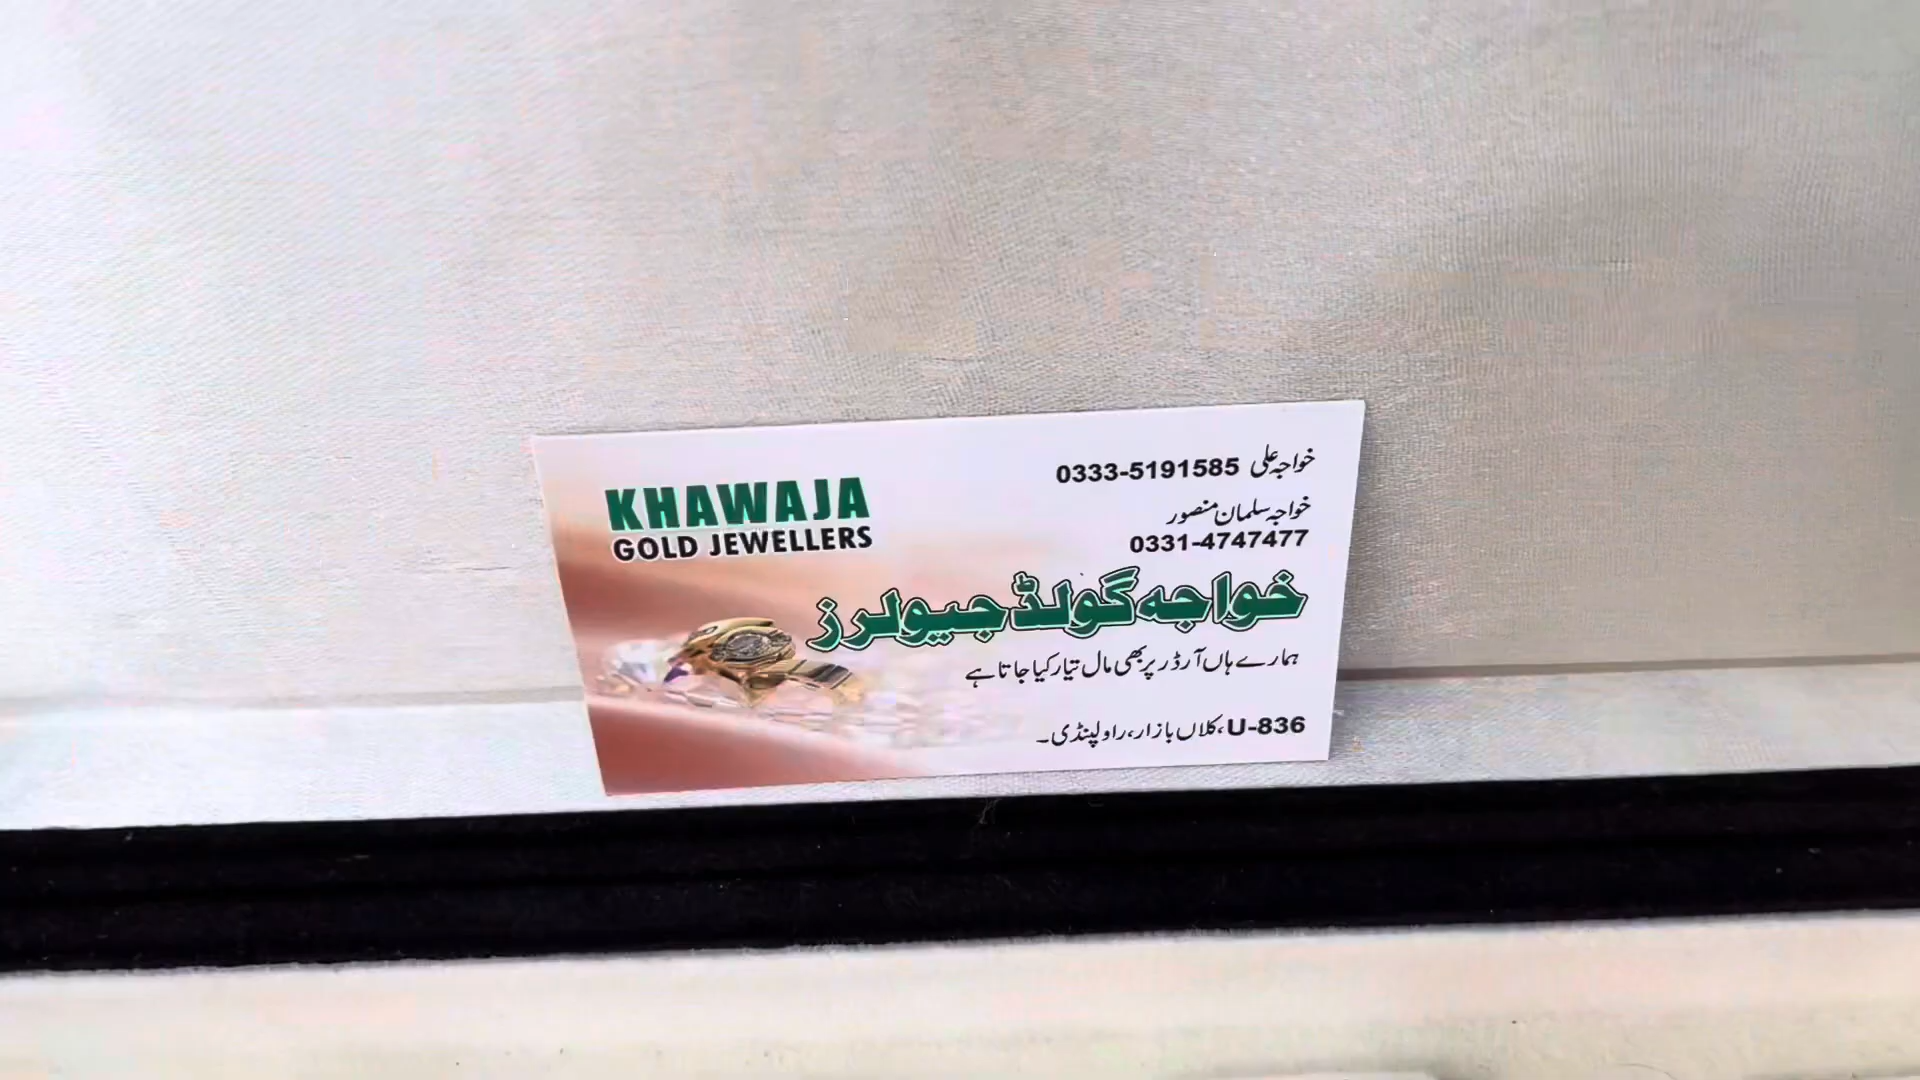 KHAWAJA
GOLD JEWELLERS
خواجہ علی 0333-5191585
خواجہ سلمان منصور
0331-4747477
خواجہ گولڈ جیولرز
ہمارے ہاں آرڈر پر بھی مال تیار کیا جاتا ہے
U-836، کلاں بازار، راولپنڈی۔